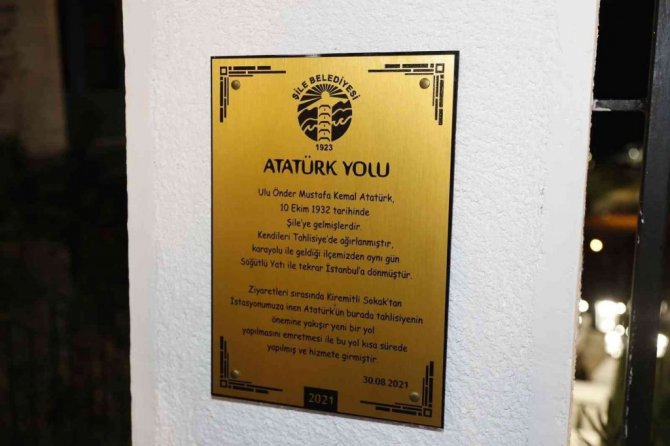 ŞİLE BELEDİYESİ
1923
ATATÜRK YOLU
Ulu Önder Mustafa Kemal Atatürk,
10 Ekim 1932 tarihinde
Şile'ye gelmişlerdir.
Kendileri Tahlisiye'de ağırlanmıştır,
karayolu ile geldiği ilçemizden aynı gün
Söğütlü Yatı ile tekrar İstanbul'a dönmüştür.
Ziyaretleri sırasında Kiremitli Sokak'tan
İstasyonumuza inen Atatürk'ün burada tahlisiyenin
önemine yakışır yeni bir yol
yapılmasını emretmesi ile bu yol kısa sürede
yapılmış ve hizmete girmiştir.
30.08.2021
2021